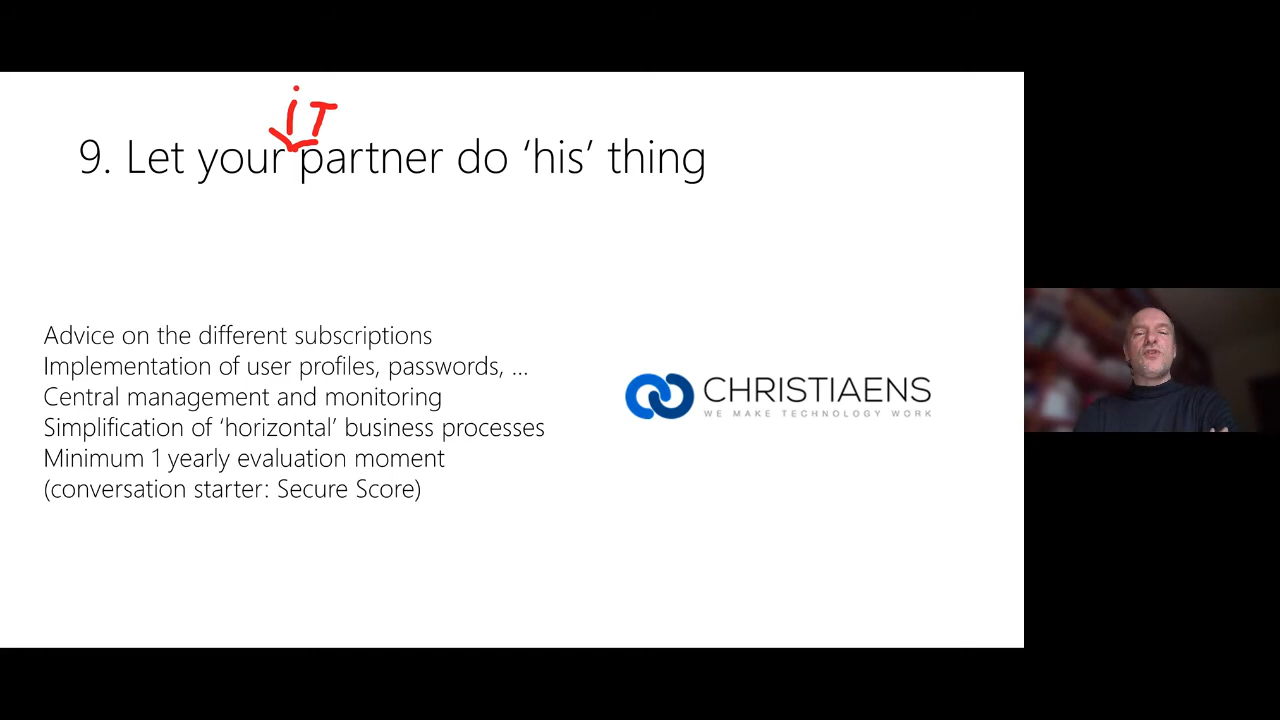 iT
9. Let your partner do ‘his’ thing
Advice on the different subscriptions
Implementation of user profiles, passwords, ...
Central management and monitoring
Simplification of ‘horizontal’ business processes
Minimum 1 yearly evaluation moment
(conversation starter: Secure Score)
CHRISTIAENS
WE MAKE TECHNOLOGY WORK